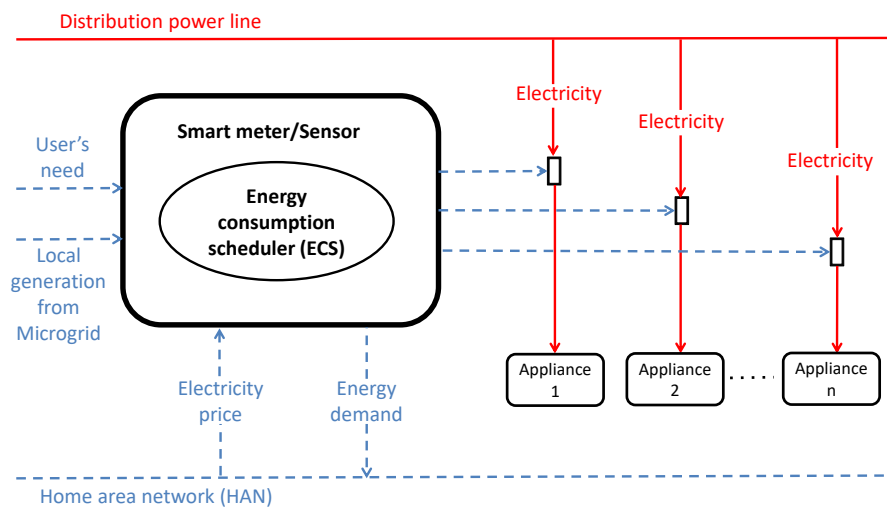 Distribution power line
Electricity
Electricity
Electricity
Smart meter/Sensor
User’s
need
Energy
consumption
scheduler (ECS)
Local
generation
from
Microgrid
Appliance
1
Appliance
2
.....
Appliance
n
Electricity
price
Energy
demand
Home area network (HAN)